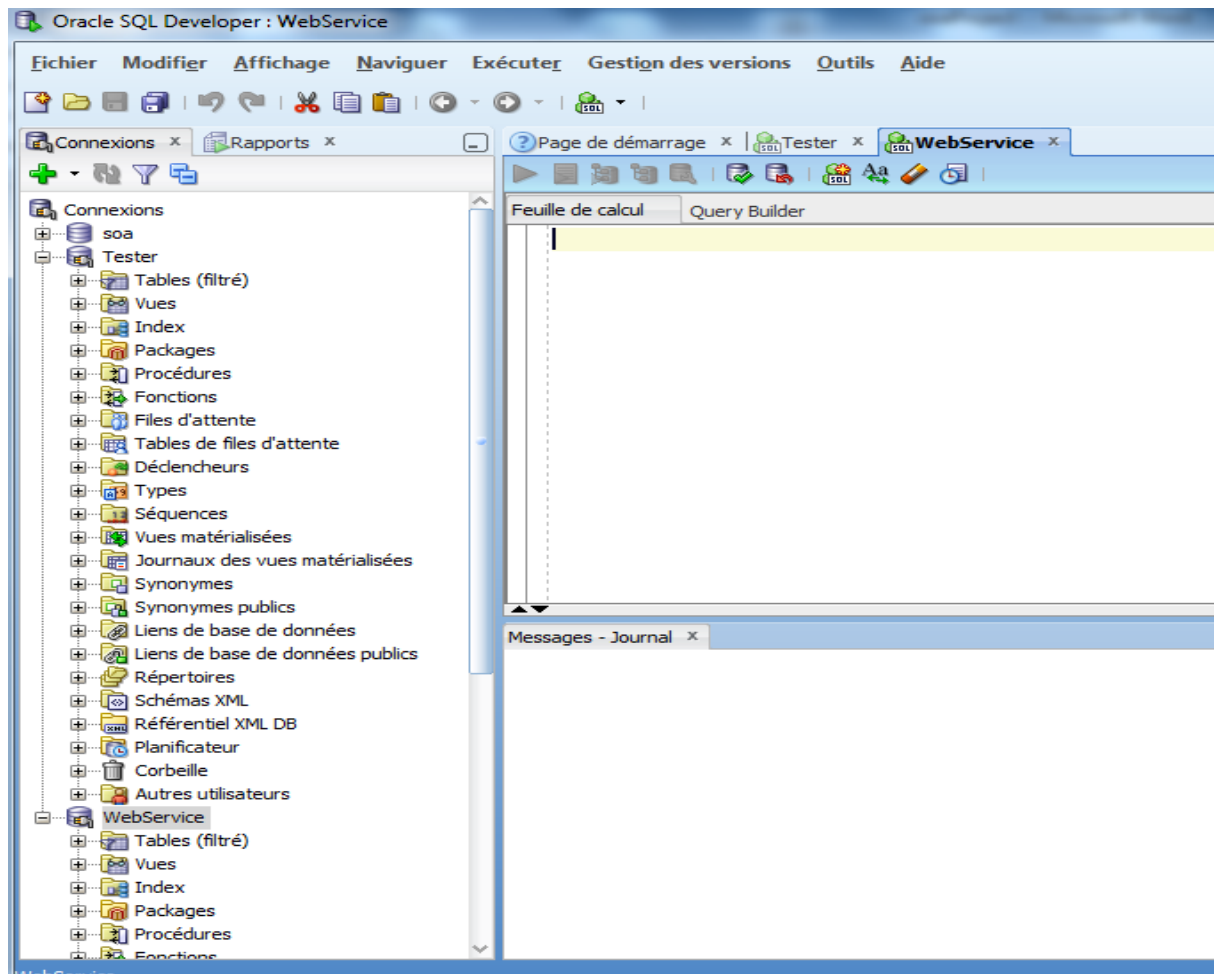 Oracle SQL Developer : WebService
Fichier Modifier Affichage Naviguer Exécuter Gestion des versions Outils Aide
Connexions x Rapports x
Page de démarrage x Tester x WebService x
Feuille de calcul Query Builder
Connexions
soa
Tester
Tables (filtré)
Vues
Index
Packages
Procédures
Fonctions
Files d'attente
Tables de files d'attente
Déclencheurs
Types
Séquences
Vues matérialisées
Journaux des vues matérialisées
Synonymes
Synonymes publics
Liens de base de données
Liens de base de données publics
Répertoires
Schémas XML
Référentiel XML DB
Planificateur
Corbeille
Autres utilisateurs
WebService
Tables (filtré)
Vues
Index
Packages
Procédures
Fonctions
Messages - Journal x
WebService